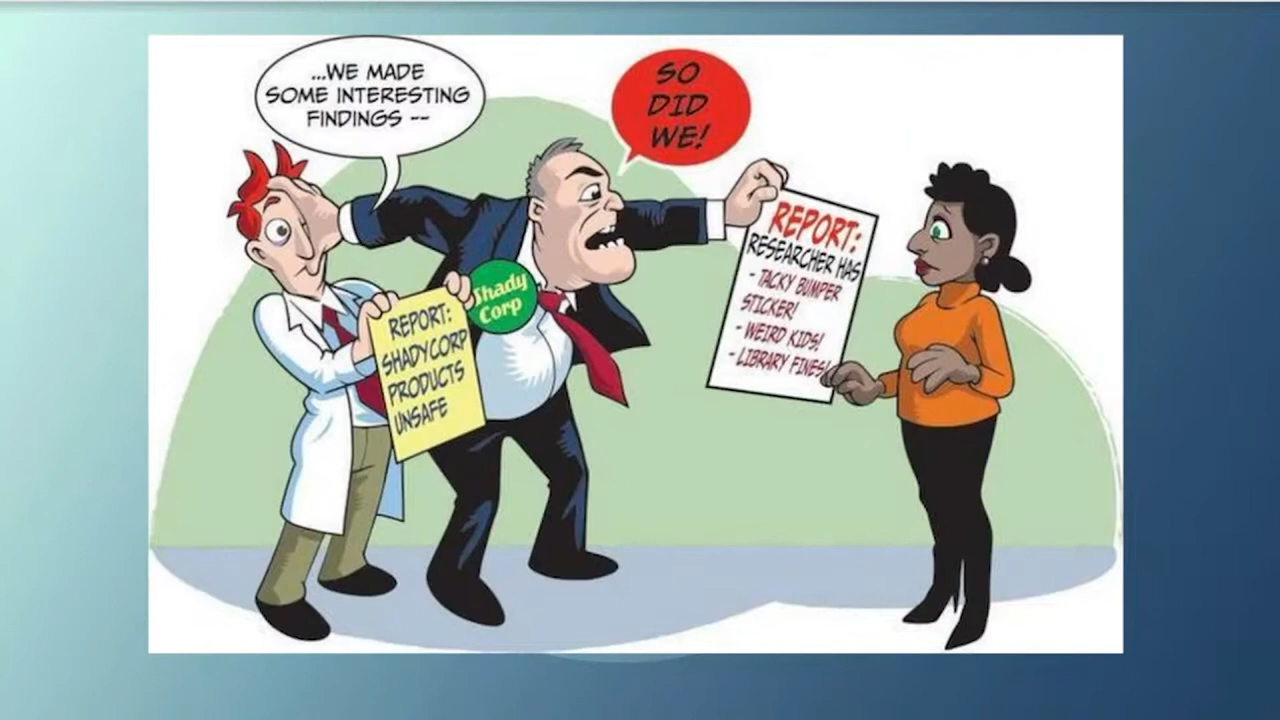 ...WE MADE
SOME INTERESTING
FINDINGS --
SO
DID
WE!
REPORT:
RESEARCHER HAS
- TACKY BUMPER
STICKER!
- WEIRD KIDS!
- LIBRARY FINES!
Shady
Corp
REPORT:
SHADYCORP
PRODUCTS
UNSAFE